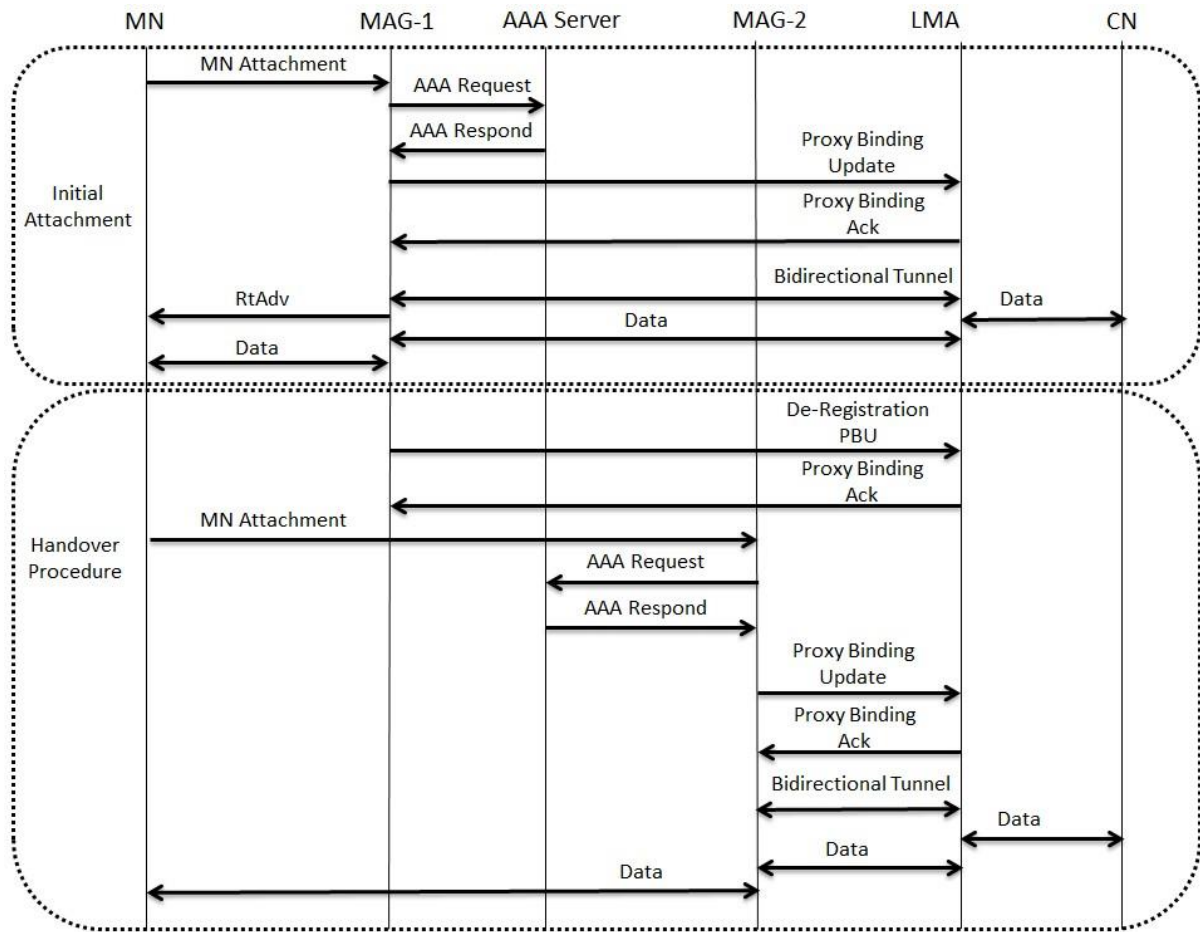 MN
MAG-1
AAA Server
MAG-2
LMA
CN
MN Attachment
AAA Request
AAA Respond
Proxy Binding
Update
Initial
Attachment
Proxy Binding
Ack
Bidirectional Tunnel
RtAdv
Data
Data
Data
De-Registration
PBU
Proxy Binding
Ack
MN Attachment
Handover
Procedure
AAA Request
AAA Respond
Proxy Binding
Update
Proxy Binding
Ack
Bidirectional Tunnel
Data
Data
Data